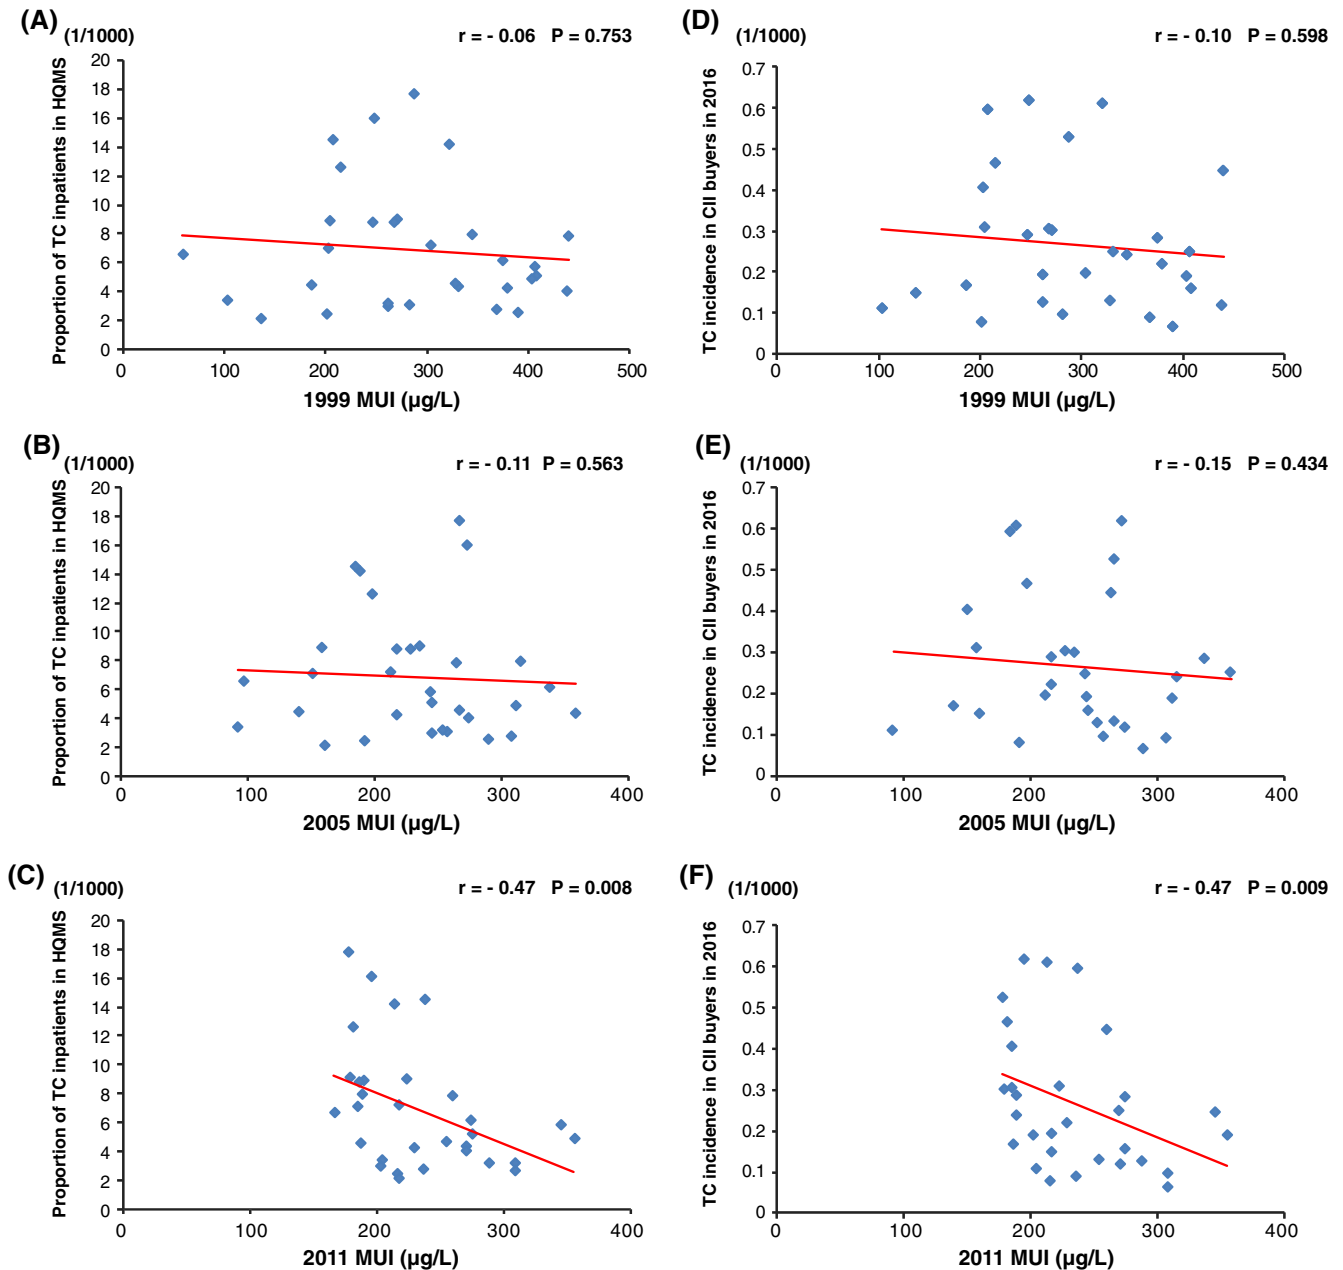 (A)
(1/1000)
r = - 0.06 P = 0.753
Proportion of TC inpatients in HQMS
20
18
16
14
12
10
8
6
4
2
0
0 100 200 300 400 500
1999 MUI (µg/L)
(D)
(1/1000)
r = - 0.10 P = 0.598
TC incidence in CII buyers in 2016
0.7
0.6
0.5
0.4
0.3
0.2
0.1
0
0 100 200 300 400 500
1999 MUI (µg/L)
(B)
(1/1000)
r = - 0.11 P = 0.563
Proportion of TC inpatients in HQMS
20
18
16
14
12
10
8
6
4
2
0
0 100 200 300 400
2005 MUI (µg/L)
(E)
(1/1000)
r = - 0.15 P = 0.434
TC incidence in CII buyers in 2016
0.7
0.6
0.5
0.4
0.3
0.2
0.1
0
0 100 200 300 400
2005 MUI (µg/L)
(C)
(1/1000)
r = - 0.47 P = 0.008
Proportion of TC inpatients in HQMS
20
18
16
14
12
10
8
6
4
2
0
0 100 200 300 400
2011 MUI (µg/L)
(F)
(1/1000)
r = - 0.47 P = 0.009
TC incidence in CII buyers in 2016
0.7
0.6
0.5
0.4
0.3
0.2
0.1
0
0 100 200 300 400
2011 MUI (µg/L)